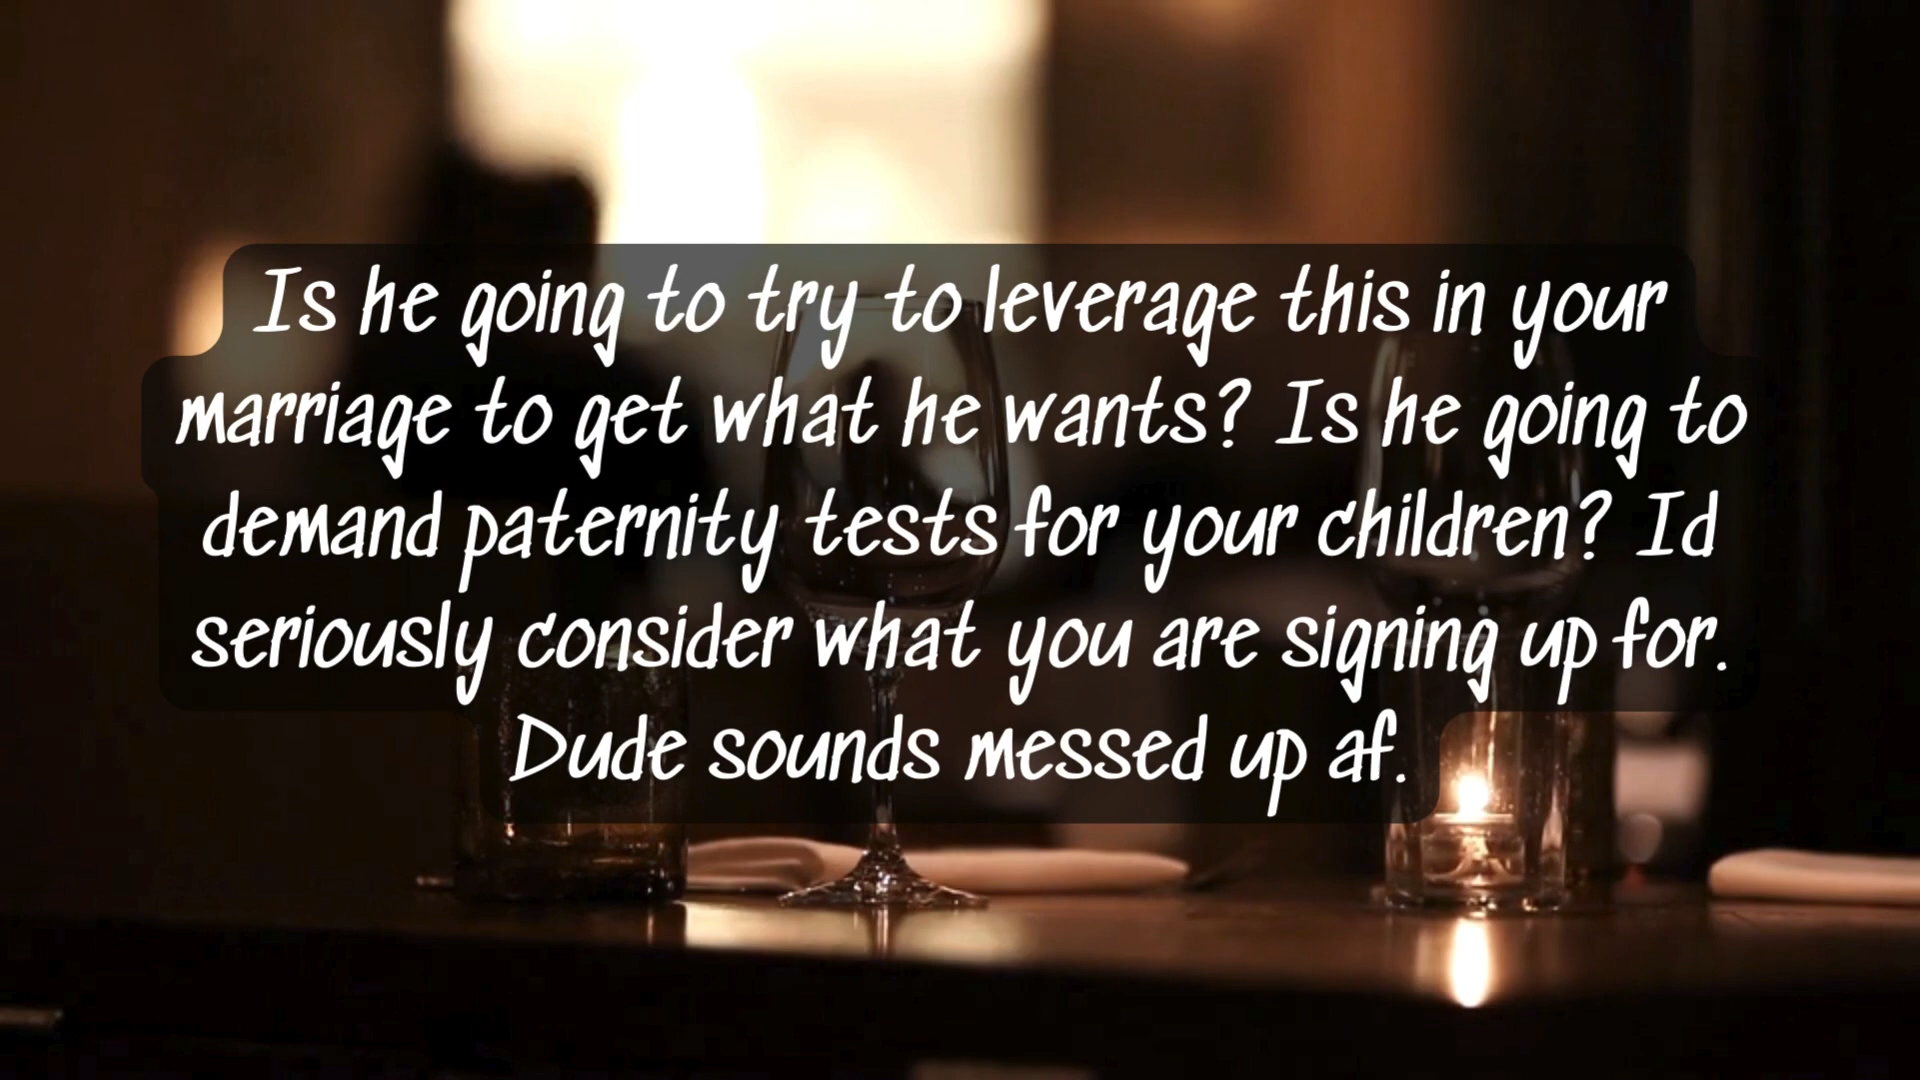 Is he going to try to leverage this in your
marriage to get what he wants? Is he going to
demand paternity tests for your children? Id
seriously consider what you are signing up for.
Dude sounds messed up af.